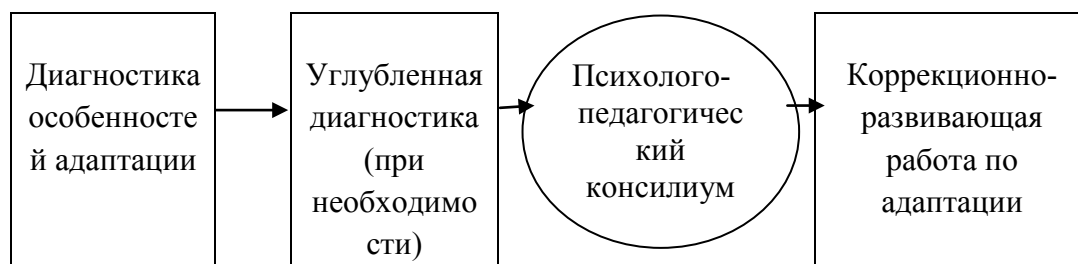 Диагностика
особенносте
й адаптации
Углубленная
диагностика
(при
необходимо
сти)
Психолого-
педагогичес
кий
консилиум
Коррекционно-
развивающая
работа по
адаптации